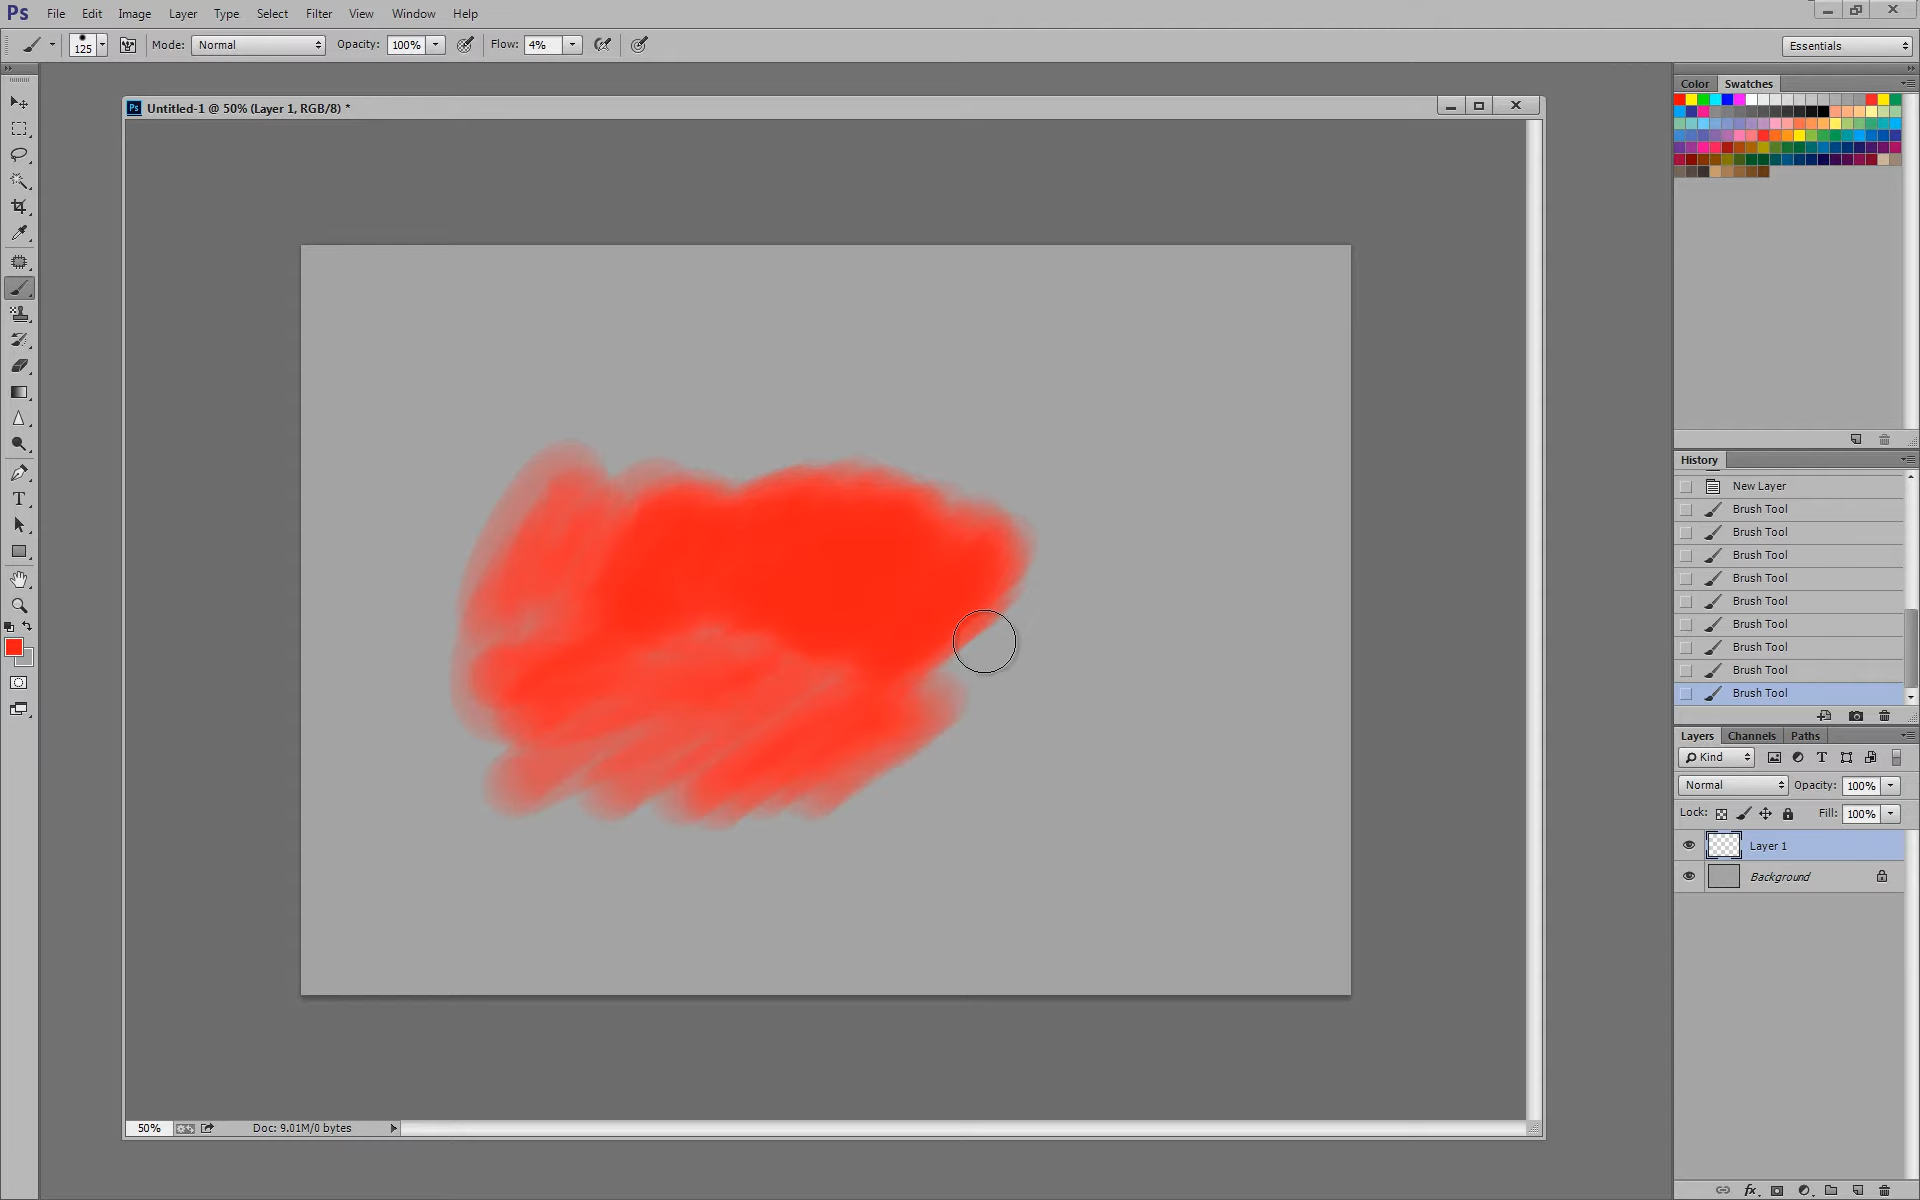 Ps File Edit Image Layer Type Select Filter View Window Help
125 Mode: Normal Opacity: 100% Flow: 4% Essentials
Color Swatches
Ps Untitled-1 @ 50% (Layer 1, RGB/8) *
History
New Layer
Brush Tool
Brush Tool
Brush Tool
Brush Tool
Brush Tool
Brush Tool
Brush Tool
Brush Tool
Brush Tool
Layers Channels Paths
Kind T
Normal Opacity: 100%
Lock: Fill: 100%
Layer 1
Background
50% Doc: 9.01M/0 bytes
T
fx